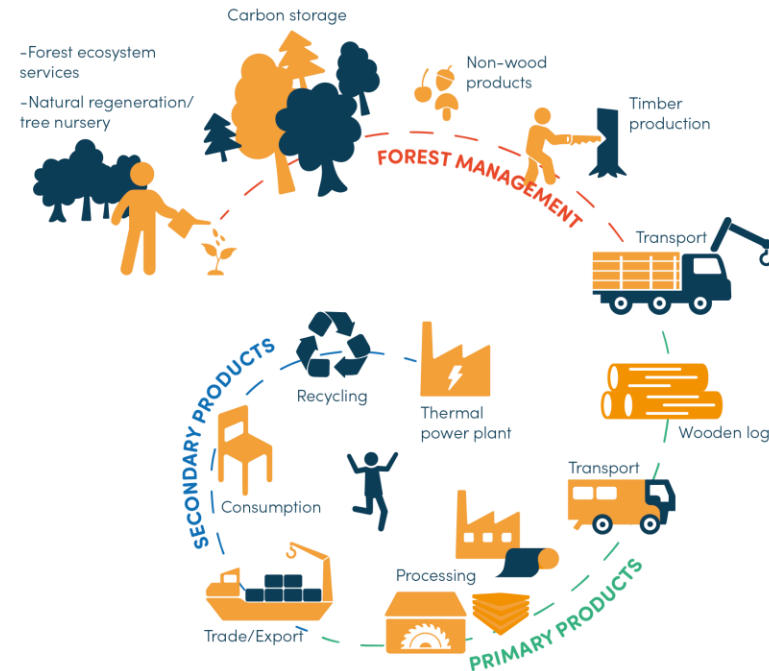 Carbon storage
-Forest ecosystem
services
-Natural regeneration/
tree nursery
Non-wood
products
Timber
production
FOREST MANAGEMENT
Transport
Wooden log
Transport
PRIMARY PRODUCTS
Processing
Trade/Export
SECONDARY PRODUCTS
Consumption
Recycling
Thermal
power plant